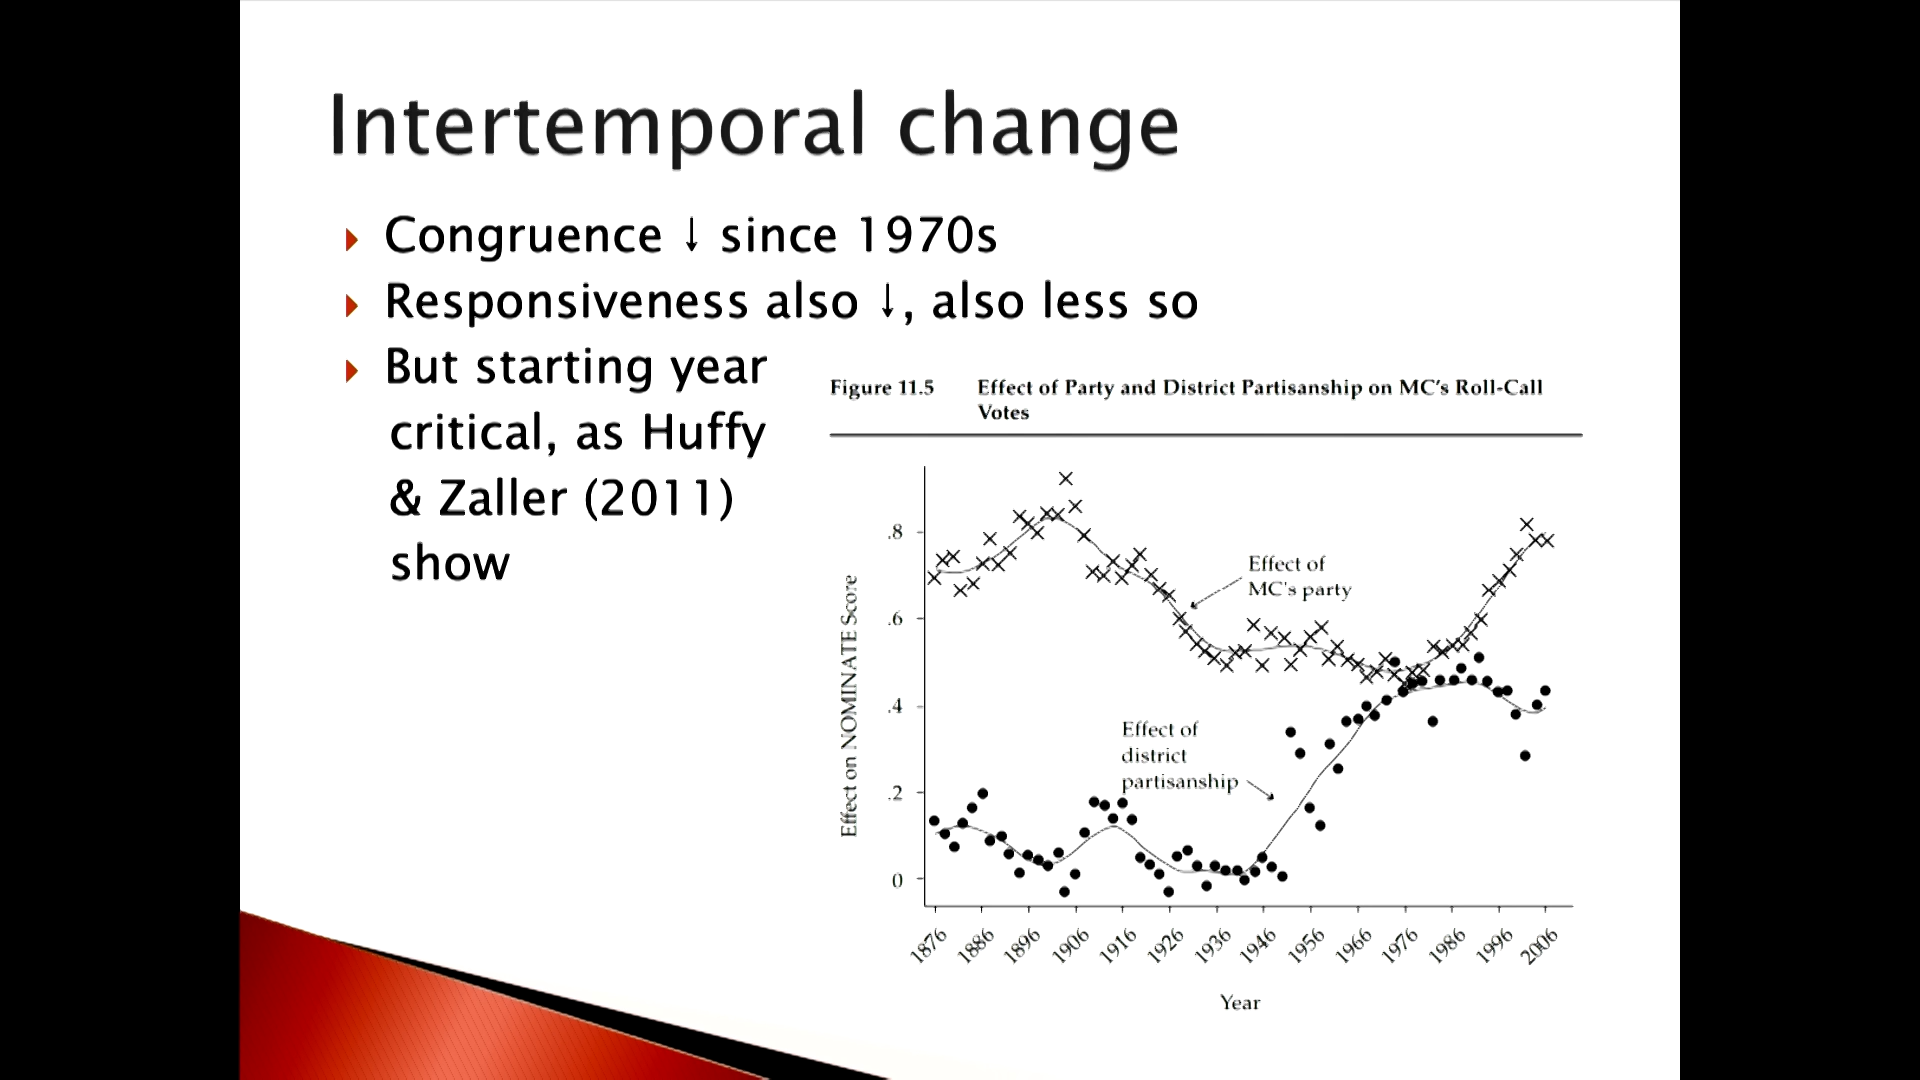 Intertemporal change
Congruence ↓ since 1970s
Responsiveness also ↓, also less so
But starting year
critical, as Huffy
& Zaller (2011)
show
Figure 11.5 Effect of Party and District Partisanship on MC's Roll-Call
Votes
Effect on NOMINATE Score
.8
.6
.4
.2
0
Effect of
MC's party
Effect of
district
partisanship
1876 1886 1896 1906 1916 1926 1936 1946 1956 1966 1976 1986 1996 2006
Year